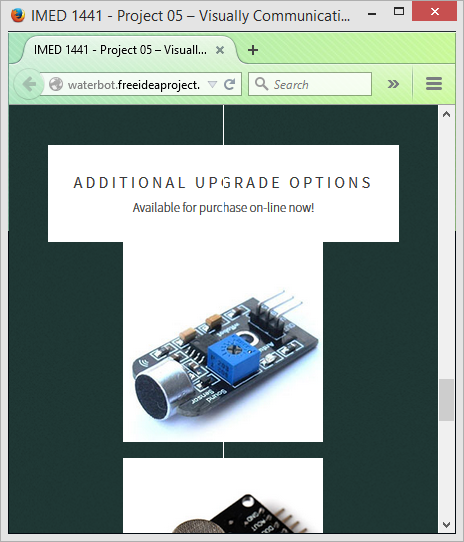 IMED 1441 - Project 05 – Visually Communicati...
IMED 1441 - Project 05 – Visuall...
waterbot.freeideaproject.
Search
ADDITIONAL UPGRADE OPTIONS
Available for purchase on-line now!
Sound
Sensor